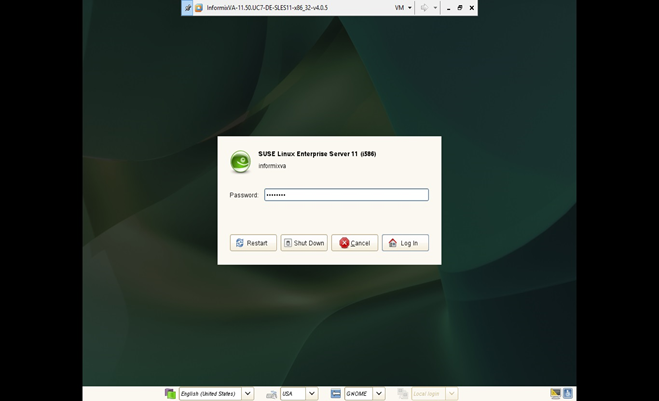 InformixVA-11.50.UC7-DE-SLES11-x86_32-v4.0.5
VM
SUSE Linux Enterprise Server 11 (i586)
informixva
Password:
Restart
Shut Down
Cancel
Log In
English (United States)
USA
GNOME
Local login